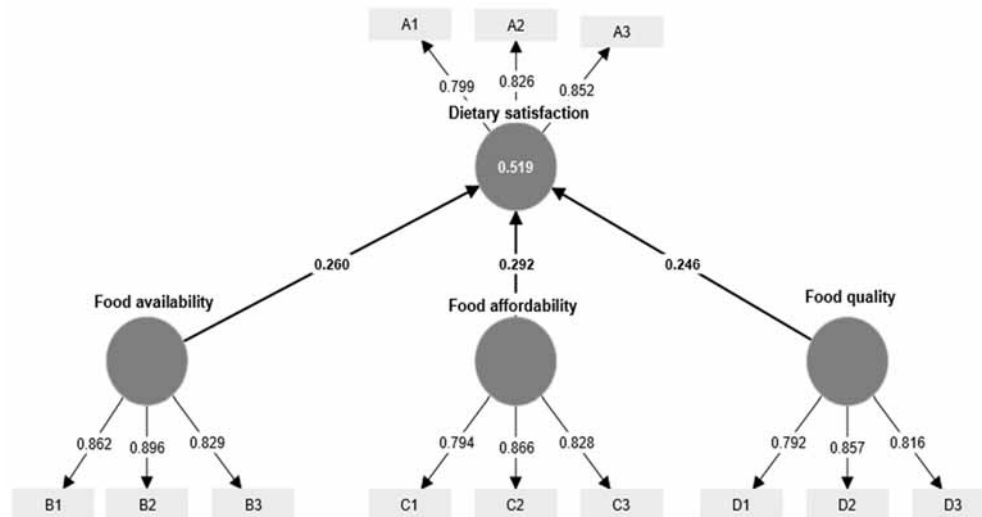 A1 A2 A3
0.799 0.826 0.852
Dietary satisfaction
0.519
0.260 0.292 0.246
Food availability Food affordability Food quality
0.862 0.896 0.829 0.794 0.866 0.828 0.792 0.857 0.816
B1 B2 B3 C1 C2 C3 D1 D2 D3